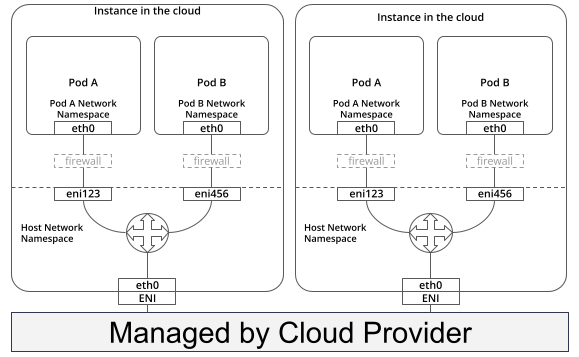 Instance in the cloud
Pod A
Pod B
Pod A Network
Namespace
Pod B Network
Namespace
eth0
eth0
firewall
firewall
eni123
eni456
Host Network
Namespace
eth0
ENI
Instance in the cloud
Pod A
Pod B
Pod A Network
Namespace
Pod B Network
Namespace
eth0
eth0
firewall
firewall
eni123
eni456
Host Network
Namespace
eth0
ENI
Managed by Cloud Provider